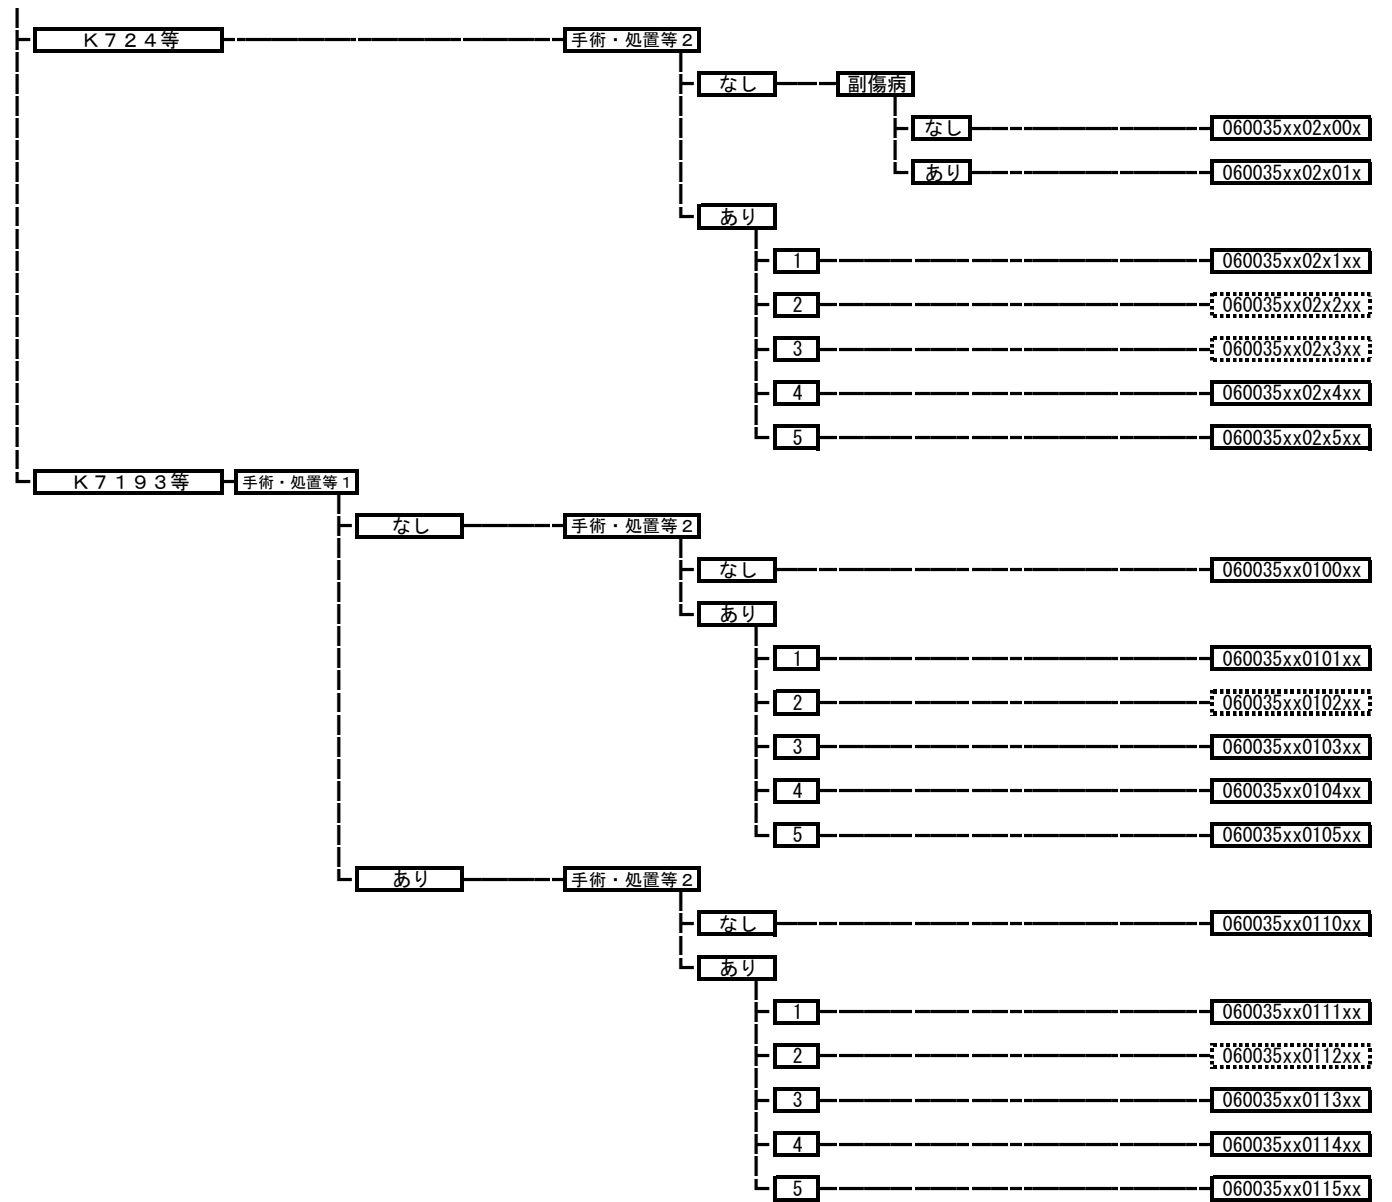 Ｋ７２４等 手術・処置等２
なし 副傷病
なし 060035xx02x00x
あり 060035xx02x01x
あり
1 060035xx02x1xx
2 060035xx02x2xx
3 060035xx02x3xx
4 060035xx02x4xx
5 060035xx02x5xx
Ｋ７１９３等 手術・処置等１
なし 手術・処置等２
なし 060035xx0100xx
あり
1 060035xx0101xx
2 060035xx0102xx
3 060035xx0103xx
4 060035xx0104xx
5 060035xx0105xx
あり 手術・処置等２
なし 060035xx0110xx
あり
1 060035xx0111xx
2 060035xx0112xx
3 060035xx0113xx
4 060035xx0114xx
5 060035xx0115xx